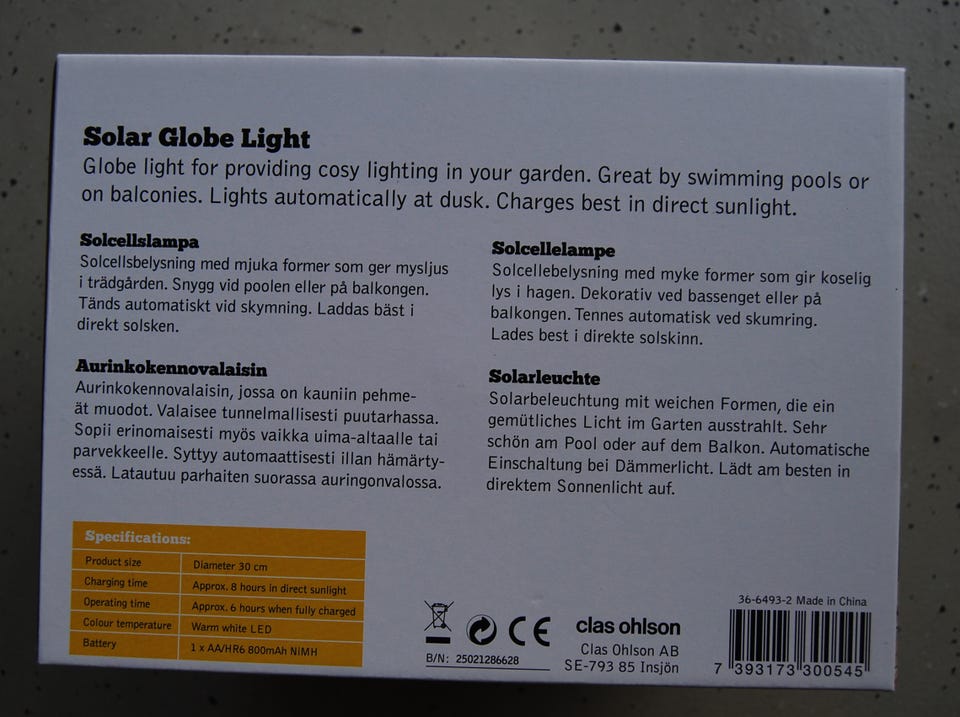 Solar Globe Light
Globe light for providing cosy lighting in your garden. Great by swimming pools or
on balconies. Lights automatically at dusk. Charges best in direct sunlight.
Solcellslampa
Solcellsbelysning med mjuka former som ger mysljus
i trädgården. Snygg vid poolen eller på balkongen.
Tänds automatiskt vid skymning. Laddas bäst i
direkt solsken.
Solcellelampe
Solcellebelysning med myke former som gir koselig
lys i hagen. Dekorativ ved bassenget eller på
balkongen. Tennes automatisk ved skumring.
Lades best i direkte solskinn.
Aurinkokennovalaisin
Aurinkokennovalaisin, jossa on kauniin pehme-
ät muodot. Valaisee tunnelmallisesti puutarhassa.
Sopii erinomaisesti myös vaikka uima-altaalle tai
parvekkeelle. Syttyy automaattisesti illan hämärty-
essä. Latautuu parhaiten suorassa auringonvalossa.
Solarleuchte
Solarbeleuchtung mit weichen Formen, die ein
gemütliches Licht im Garten ausstrahlt. Sehr
schön am Pool oder auf dem Balkon. Automatische
Einschaltung bei Dämmerlicht. Lädt am besten in
direktem Sonnenlicht auf.
Specifications:
Product size Diameter 30 cm
Charging time Approx. 8 hours in direct sunlight
Operating time Approx. 6 hours when fully charged
Colour temperature Warm white LED
Battery 1 x AA/HR6 800mAh NiMH
CE
B/N: 25021286628
clas ohlson
Clas Ohlson AB
SE-793 85 Insjön
36-6493-2 Made in China
7 393173 300545